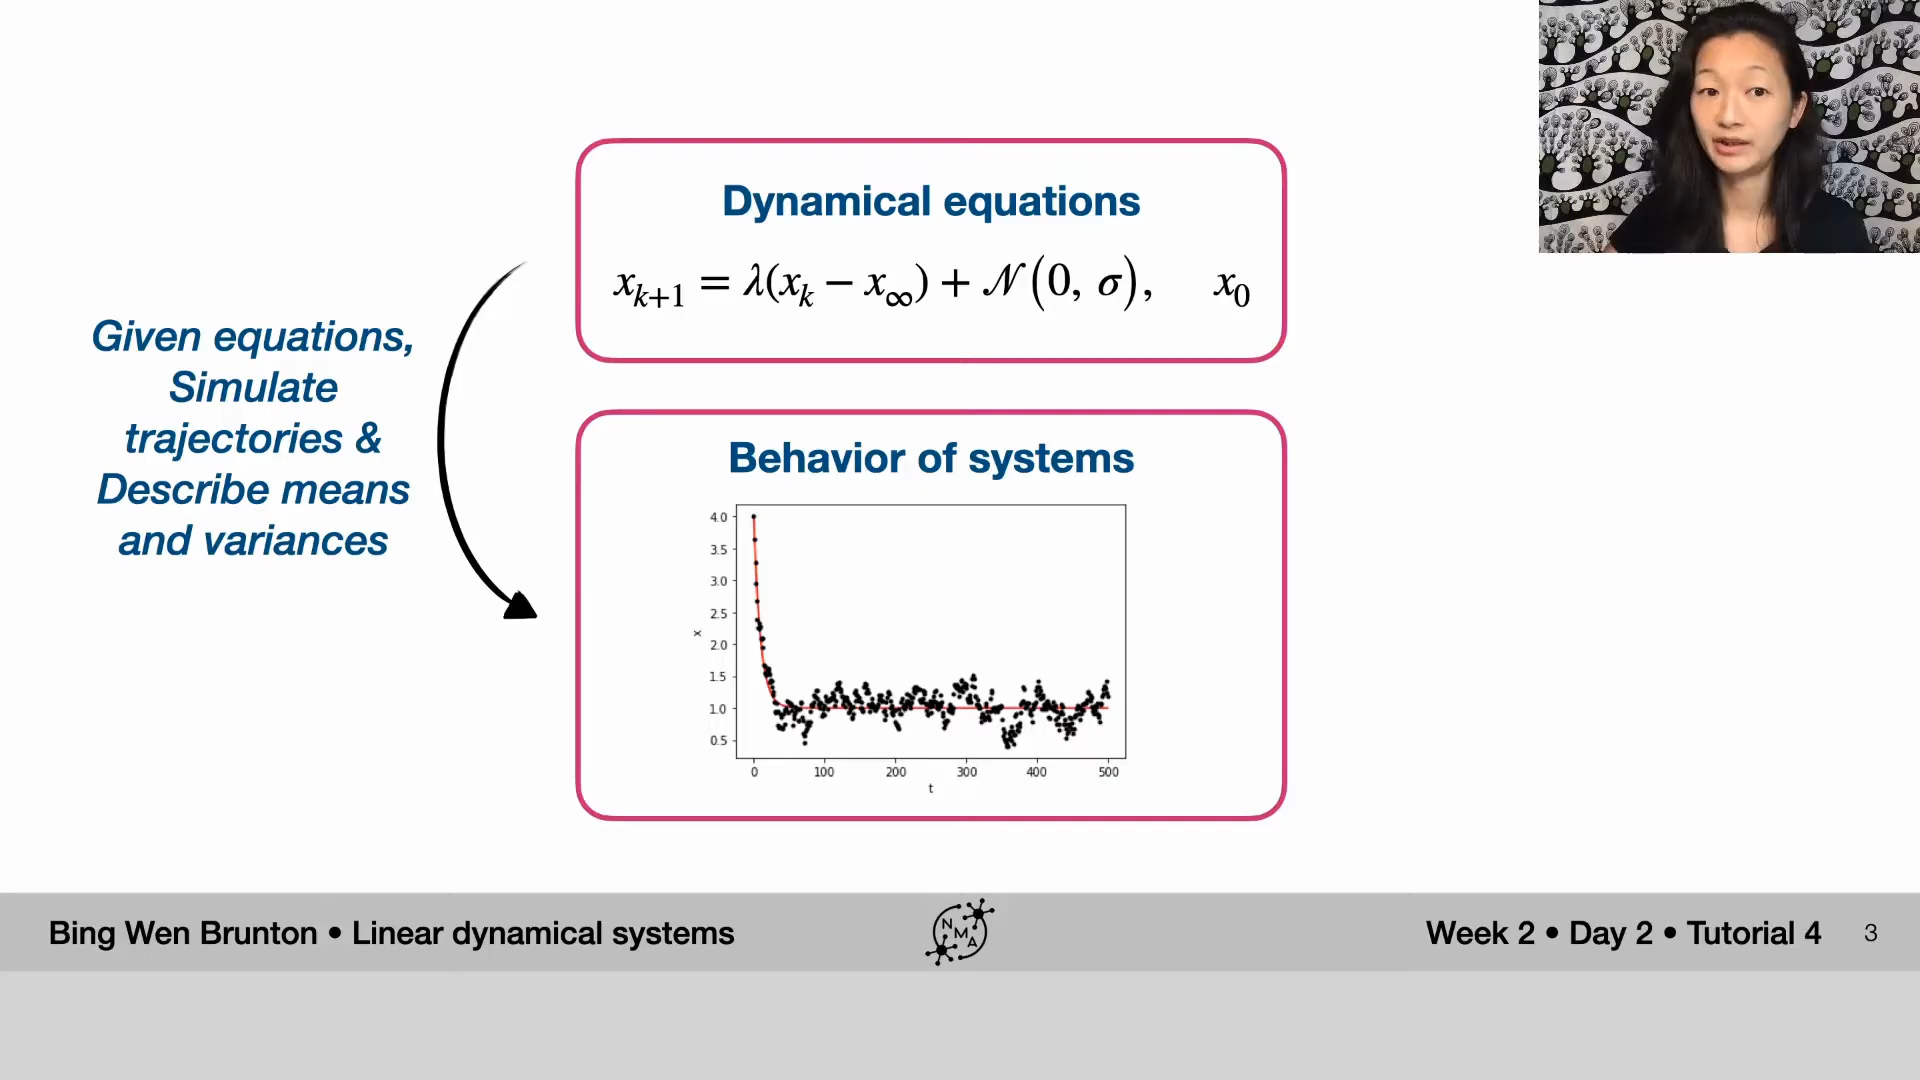 Dynamical equations
x_{k+1} = λ(x_k − x_∞) + 𝒩(0, σ),   x_0
Given equations,
Simulate
trajectories &
Describe means
and variances
Behavior of systems
4.0
3.5
3.0
2.5
2.0
1.5
1.0
0.5
x
0 100 200 300 400 500
t
Bing Wen Brunton • Linear dynamical systems
NMA
Week 2 • Day 2 • Tutorial 4 3